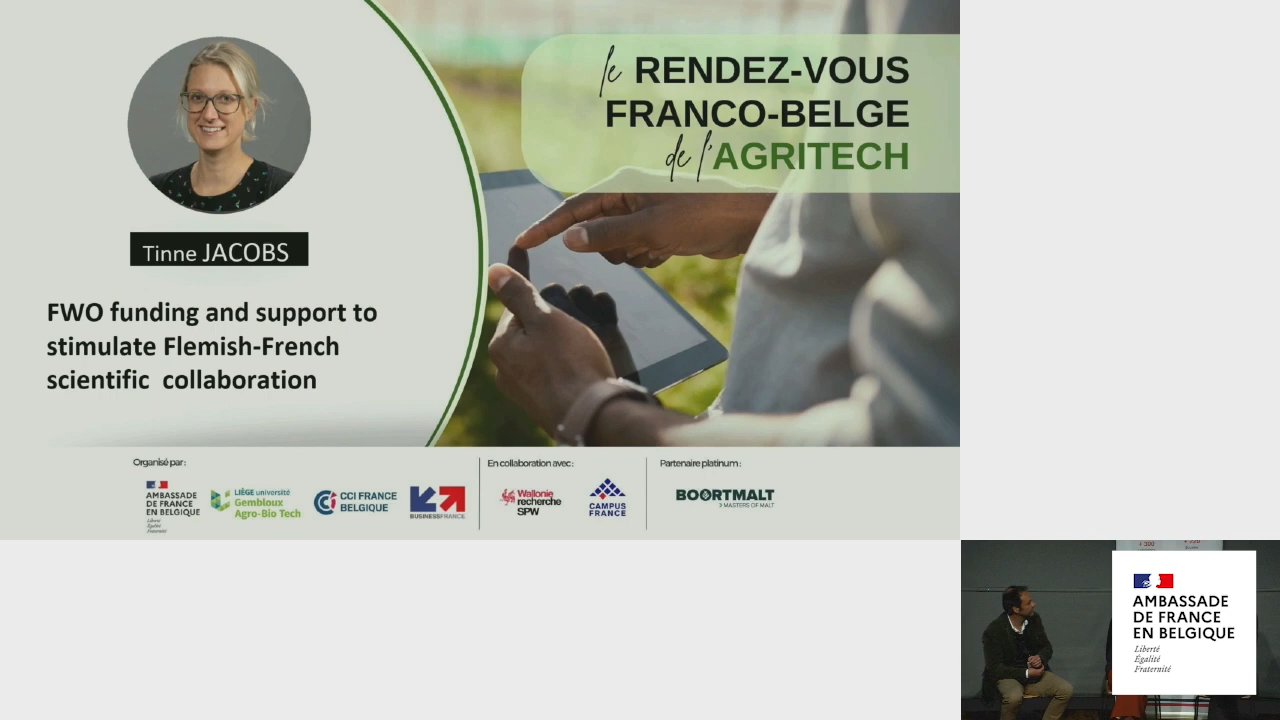 le RENDEZ-VOUS
FRANCO-BELGE
de l'AGRITECH
Tinne JACOBS
FWO funding and support to
stimulate Flemish-French
scientific collaboration
Organisé par :
AMBASSADE
DE FRANCE
EN BELGIQUE
Liberté
Égalité
Fraternité
LIÈGE université
Gembloux
Agro-Bio Tech
CCI FRANCE
BELGIQUE
BUSINESS FRANCE
En collaboration avec :
Wallonie
recherche
SPW
CAMPUS
FRANCE
Partenaire platinum :
BOORTMALT
MASTERS OF MALT
+ 300
AMBASSADE
DE FRANCE
EN BELGIQUE
Liberté
Égalité
Fraternité